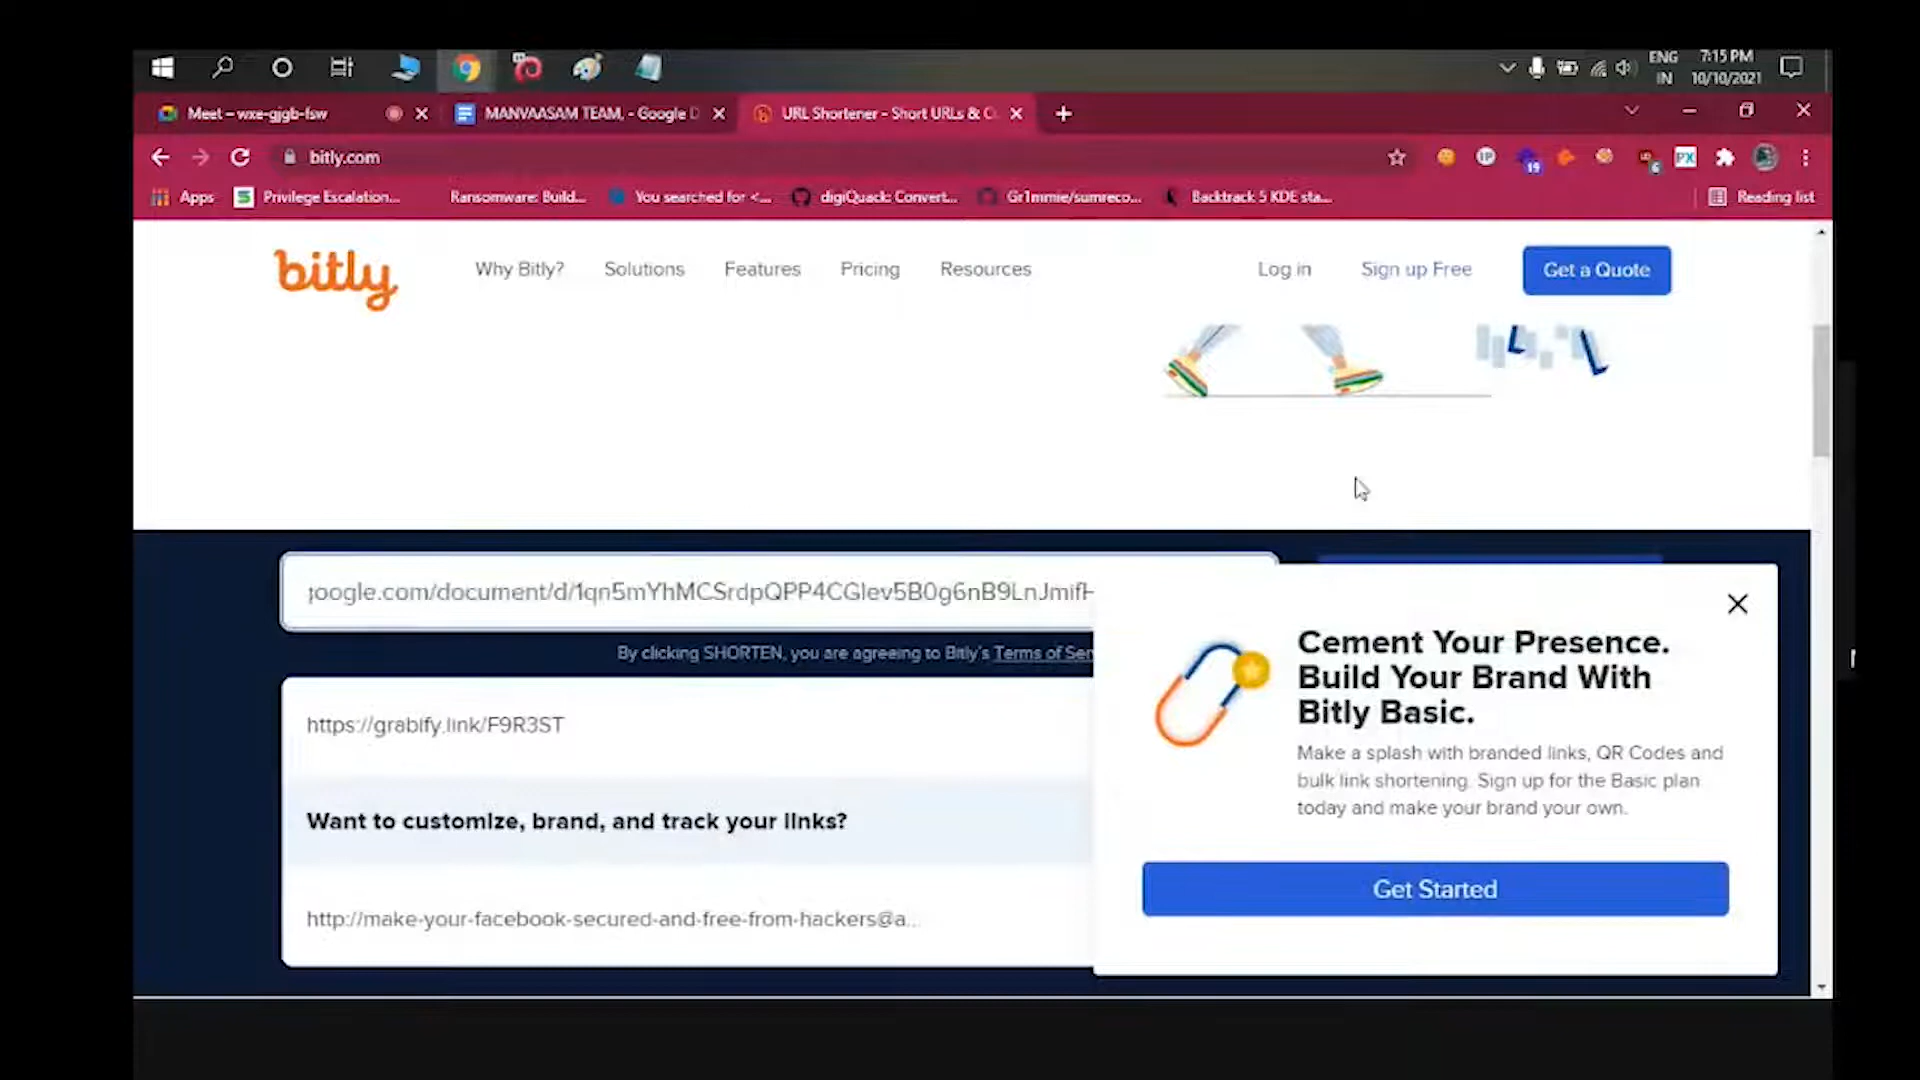 ENG
7:15 PM
IN
10/10/2021
Meet – wxe-gjgb-fsw
MANVAASAM TEAM, - Google D
URL Shortener - Short URLs & C
bitly.com
IP
19
6
PX
Apps
Privilege Escalation...
Ransomware: Build...
You searched for <...
digiQuack: Convert...
Gr1mmie/sumreco...
Backtrack 5 KDE sta...
Reading list
bitly
Why Bitly?
Solutions
Features
Pricing
Resources
Log in
Sign up Free
Get a Quote
oogle.com/document/d/1qn5mYhMCSrdpQPP4CGlev5B0g6nB9LnJmifH
By clicking SHORTEN, you are agreeing to Bitly's Terms of Ser
https://grabify.link/F9R3ST
Want to customize, brand, and track your links?
http://make-your-facebook-secured-and-free-from-hackers@a...
Cement Your Presence.
Build Your Brand With
Bitly Basic.
Make a splash with branded links, QR Codes and
bulk link shortening. Sign up for the Basic plan
today and make your brand your own.
Get Started